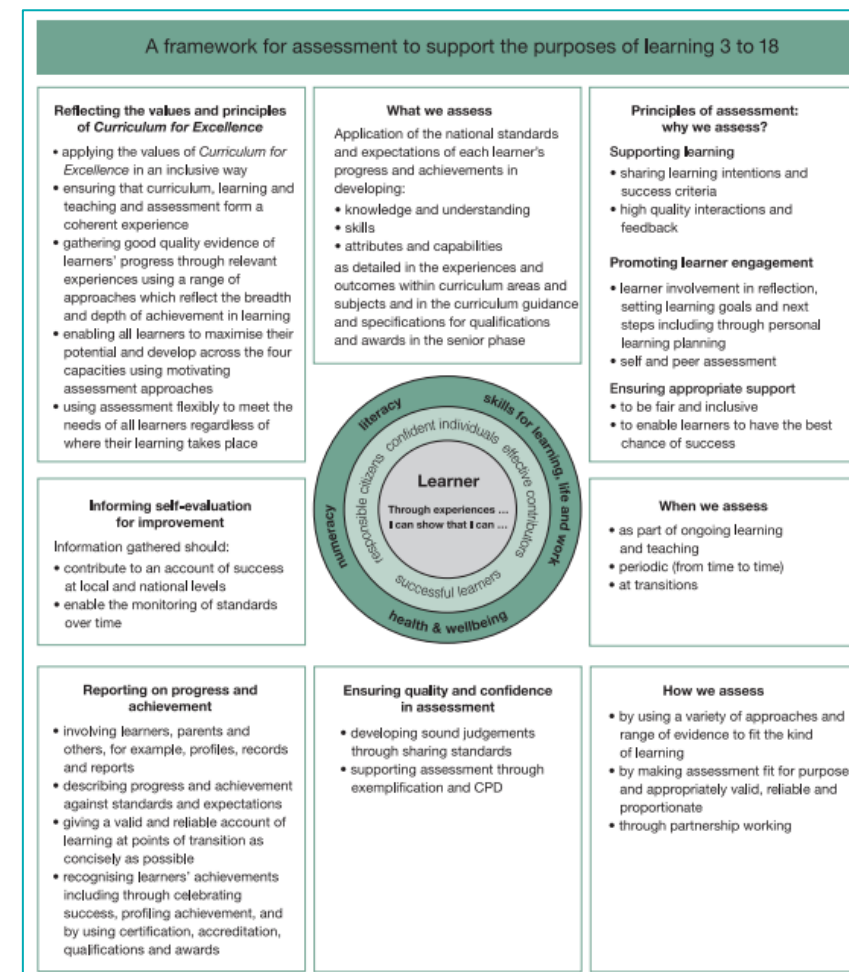 A framework for assessment to support the purposes of learning 3 to 18
Reflecting the values and principles
of Curriculum for Excellence
• applying the values of Curriculum for
Excellence in an inclusive way
• ensuring that curriculum, learning and
teaching and assessment form a
coherent experience
• gathering good quality evidence of
learners' progress through relevant
experiences using a range of
approaches which reflect the breadth
and depth of achievement in learning
• enabling all learners to maximise their
potential and develop across the four
capacities using motivating
assessment approaches
• using assessment flexibly to meet the
needs of all learners regardless of
where their learning takes place
What we assess
Application of the national standards
and expectations of each learner's
progress and achievements in
developing:
• knowledge and understanding
• skills
• attributes and capabilities
as detailed in the experiences and
outcomes within curriculum areas and
subjects and in the curriculum guidance
and specifications for qualifications
and awards in the senior phase
Principles of assessment:
why we assess?
Supporting learning
• sharing learning intentions and
success criteria
• high quality interactions and
feedback
Promoting learner engagement
• learner involvement in reflection,
setting learning goals and next
steps including through personal
learning planning
• self and peer assessment
Ensuring appropriate support
• to be fair and inclusive
• to enable learners to have the best
chance of success
literacy
skills for learning, life and work
numeracy
health & wellbeing
confident individuals
effective contributors
responsible citizens
successful learners
Learner
Through experiences ...
I can show that I can ...
Informing self-evaluation
for improvement
Information gathered should:
• contribute to an account of success
at local and national levels
• enable the monitoring of standards
over time
When we assess
• as part of ongoing learning
and teaching
• periodic (from time to time)
• at transitions
Reporting on progress and
achievement
• involving learners, parents and
others, for example, profiles, records
and reports
• describing progress and achievement
against standards and expectations
• giving a valid and reliable account of
learning at points of transition as
concisely as possible
• recognising learners' achievements
including through celebrating
success, profiling achievement, and
by using certification, accreditation,
qualifications and awards
Ensuring quality and confidence
in assessment
• developing sound judgements
through sharing standards
• supporting assessment through
exemplification and CPD
How we assess
• by using a variety of approaches and
range of evidence to fit the kind
of learning
• by making assessment fit for purpose
and appropriately valid, reliable and
proportionate
• through partnership working